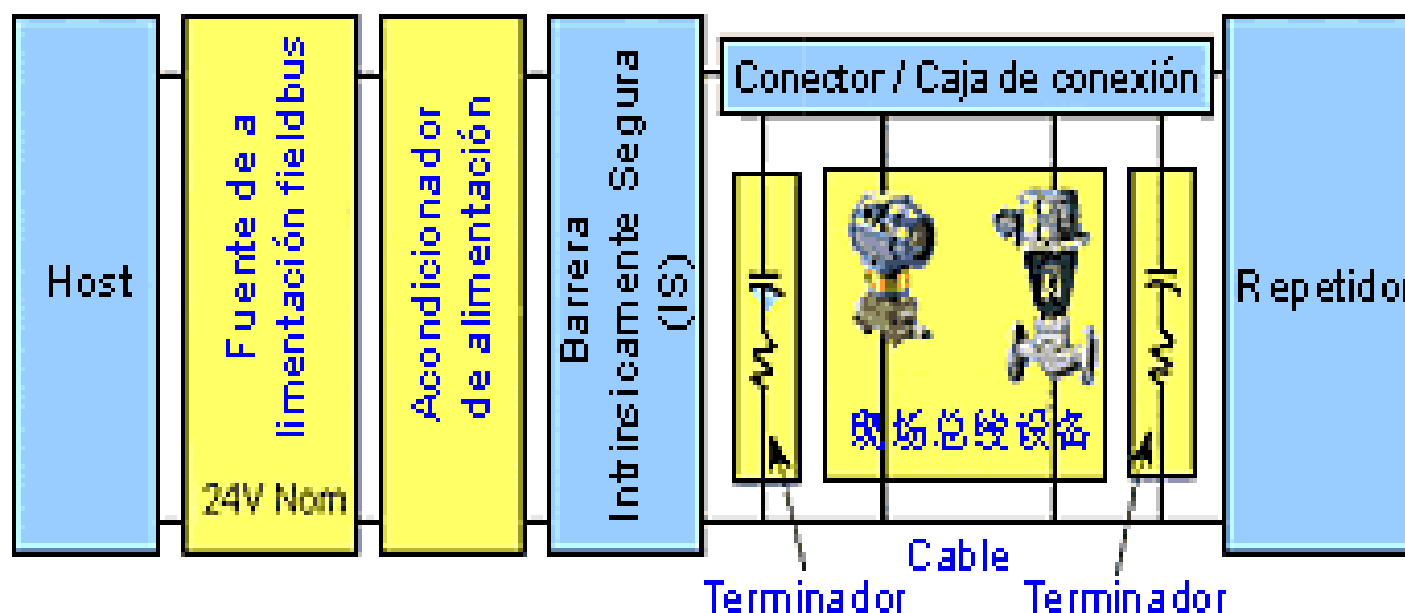 Host
Fuente de a
limentación fieldbus
24V Nom
Acondicionador
de alimentación
Barrera
Intrinsicamente Segura
(IS)
Conector / Caja de conexión
现场总线设备
Repetidor
Cable
Terminador
Terminador